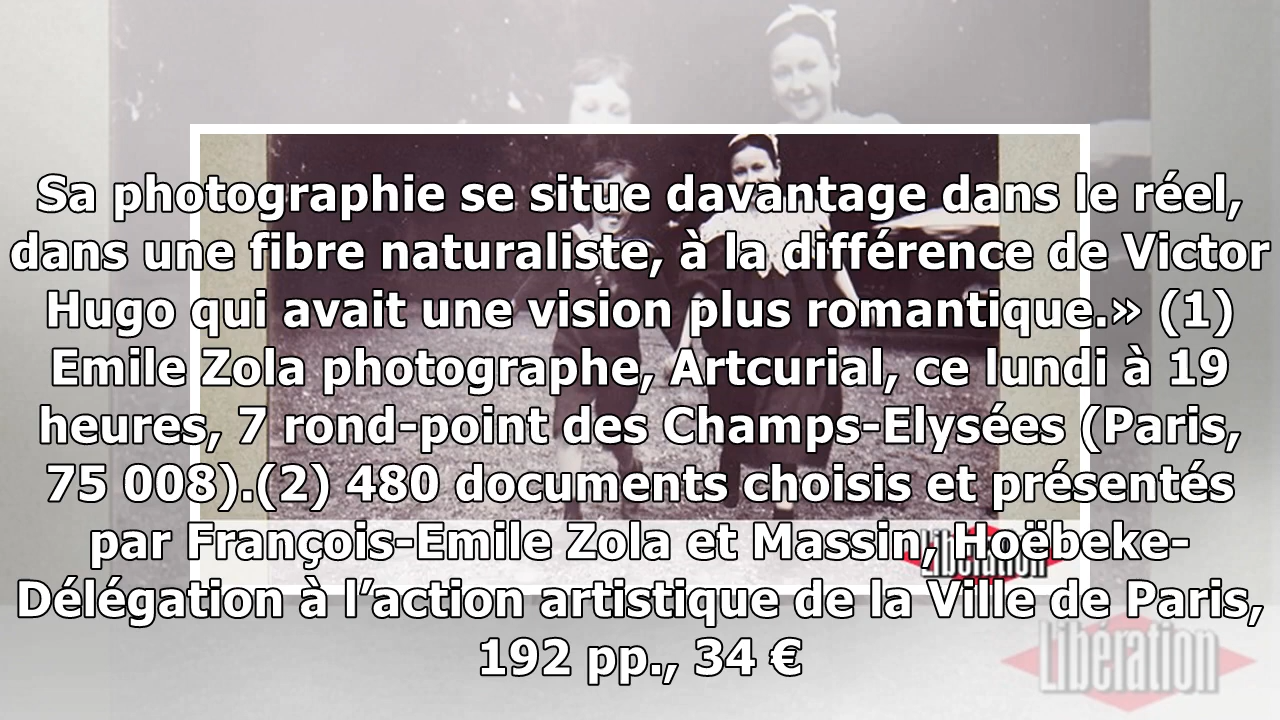 Sa photographie se situe davantage dans le réel,
dans une fibre naturaliste, à la différence de Victor
Hugo qui avait une vision plus romantique.» (1)
Emile Zola photographe, Artcurial, ce lundi à 19
heures, 7 rond-point des Champs-Elysées (Paris,
75 008).(2) 480 documents choisis et présentés
par François-Emile Zola et Massin, Hoëbeke-
Libération
Délégation à l’action artistique de la Ville de Paris,
192 pp., 34 €
Libération